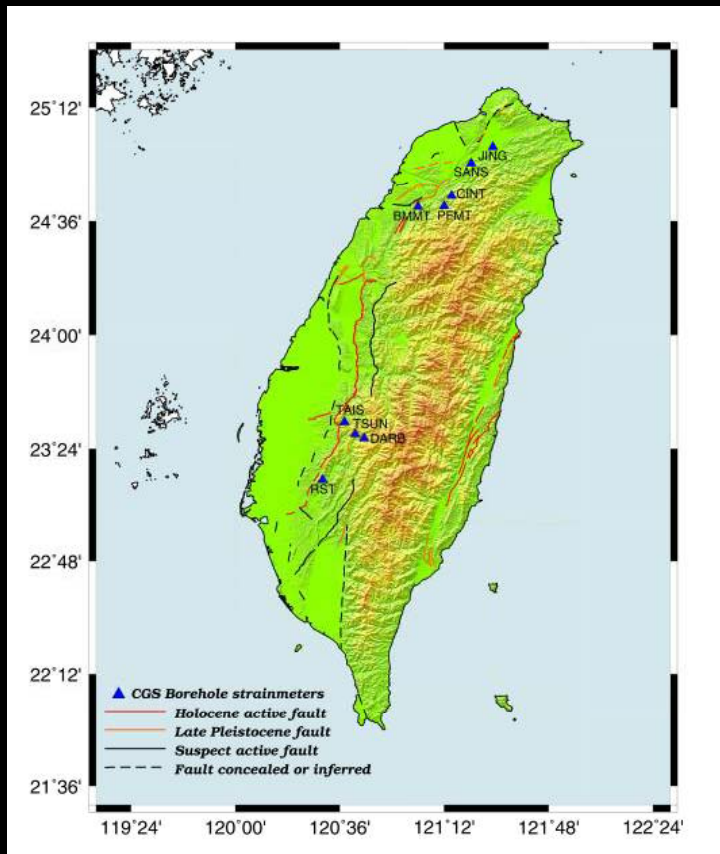 25˚12'
24˚36'
24˚00'
23˚24'
22˚48'
22˚12'
21˚36'
JING
SANS
CINT
BMMT
PFMT
TAIS
TSUN
DARB
RST
CGS Borehole strainmeters
Holocene active fault
Late Pleistocene fault
Suspect active fault
Fault concealed or inferred
119˚24' 120˚00' 120˚36' 121˚12' 121˚48' 122˚24'